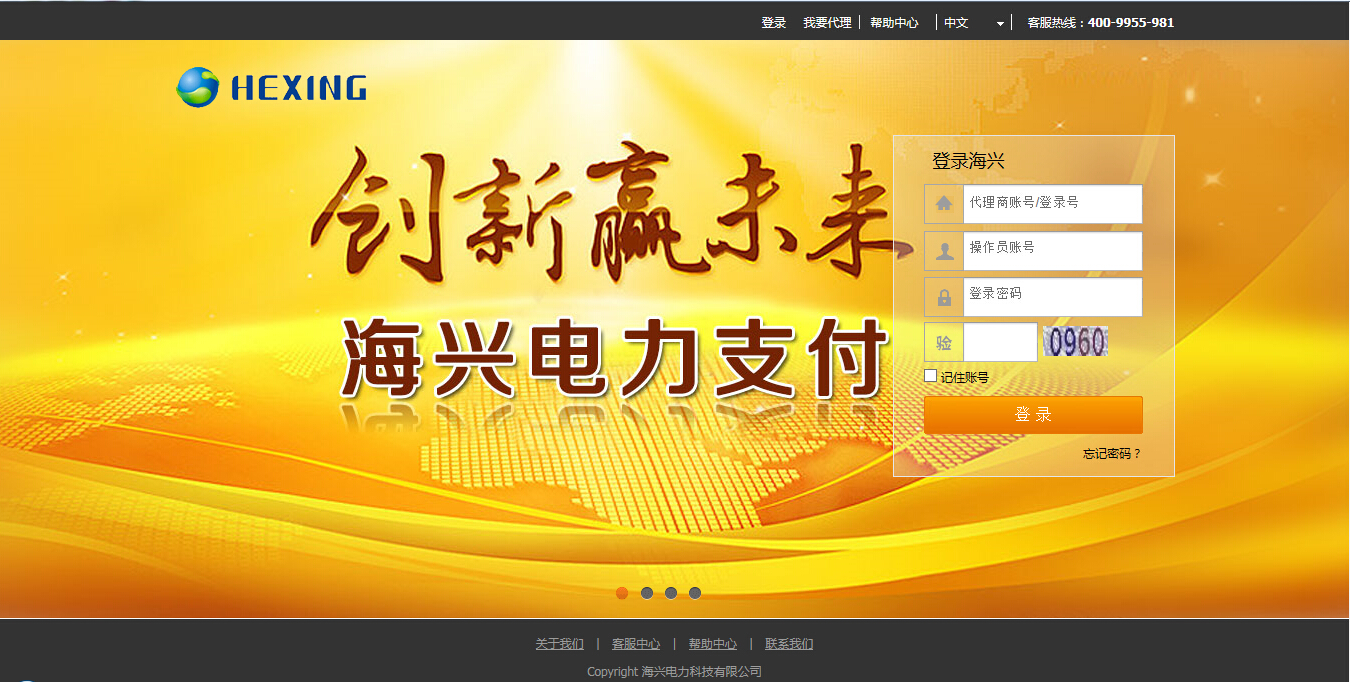 登录 我要代理 | 帮助中心 | 中文 | 客服热线：400-9955-981
HEXING
创新赢未来
海兴电力支付
登录海兴
代理商账号/登录号
操作员账号
登录密码
验 0960
记住账号
登 录
忘记密码？
关于我们 | 客服中心 | 帮助中心 | 联系我们
Copyright 海兴电力科技有限公司